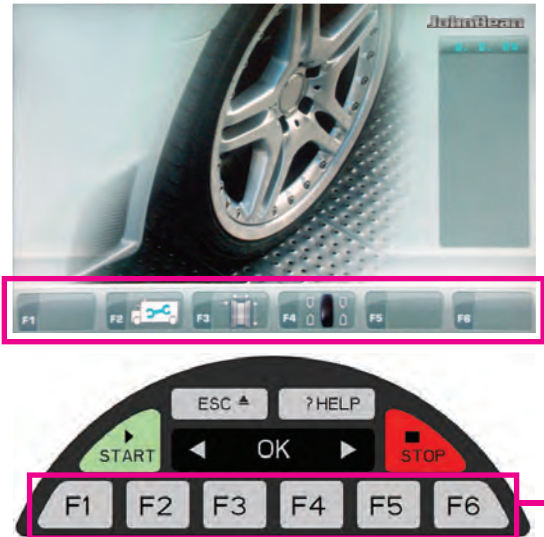 JohnBean
F1 F2 F3 F4 F5 F6
ESC ? HELP
START OK STOP
F1 F2 F3 F4 F5 F6